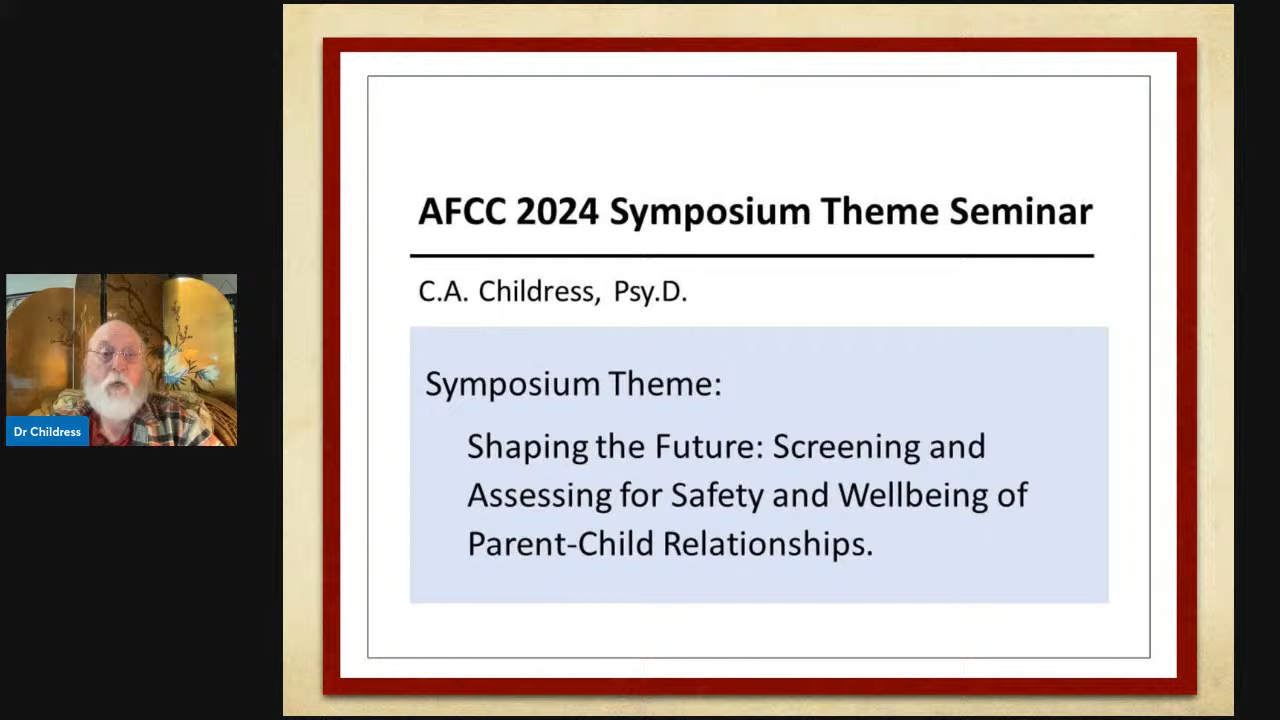 AFCC 2024 Symposium Theme Seminar
C.A. Childress, Psy.D.
Symposium Theme:
Shaping the Future: Screening and
Assessing for Safety and Wellbeing of
Parent-Child Relationships.
Dr Childress